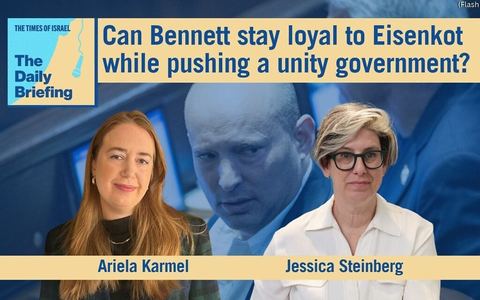 (Flash
THE TIMES OF ISRAEL
The
Daily
Briefing
Can Bennett stay loyal to Eisenkot
while pushing a unity government?
Ariela Karmel
Jessica Steinberg